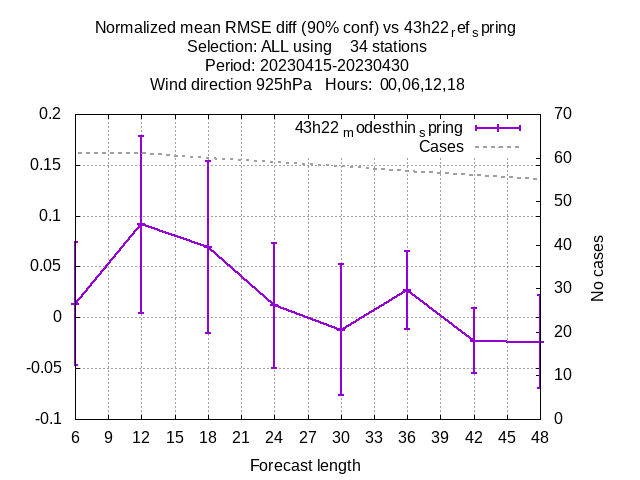 Normalized mean RMSE diff (90% conf) vs 43h22ref spring
Selection: ALL using 34 stations
Period: 20230415-20230430
Wind direction 925hPa Hours: 00,06,12,18
43h22modesthinspring
Cases
0.2
0.15
0.1
0.05
0
-0.05
-0.1
70
60
50
40
30
20
10
0
No cases
6 9 12 15 18 21 24 27 30 33 36 39 42 45 48
Forecast length